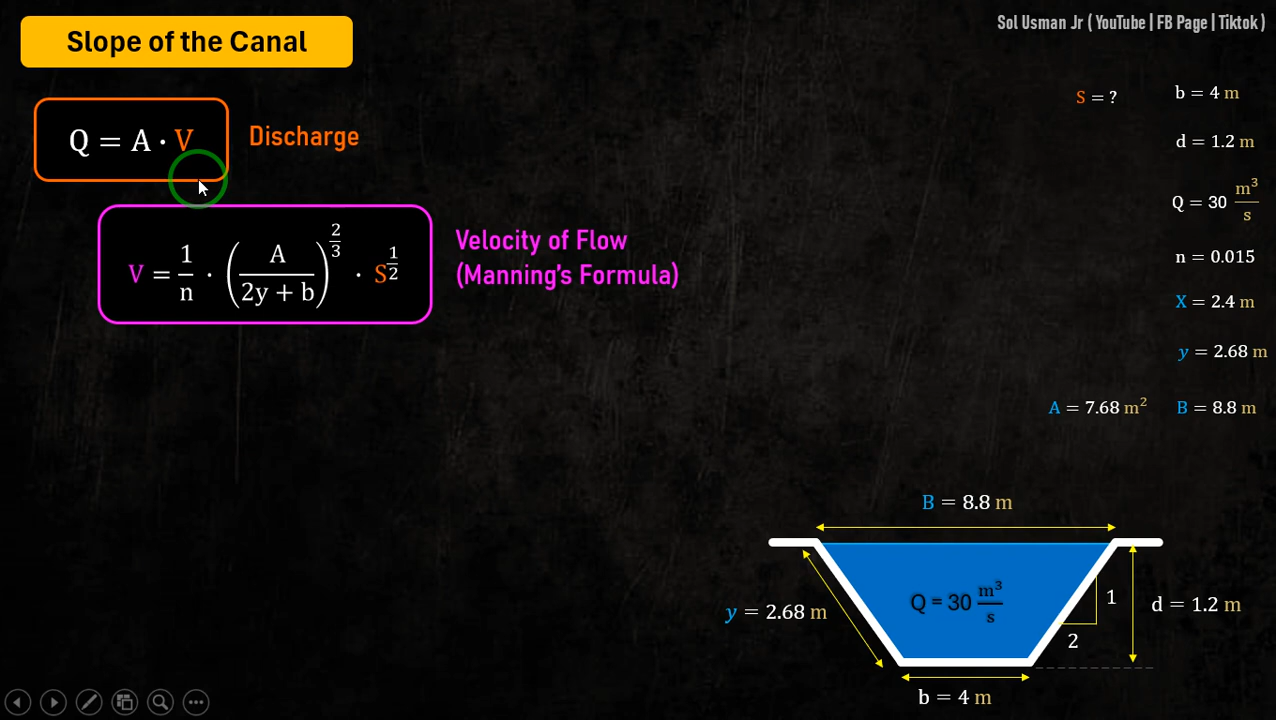 Slope of the Canal
Sol Usman Jr ( YouTube | FB Page | Tiktok )
Q = A · V
Discharge
V = 1/n · (A/(2y + b))^(2/3) · S^(1/2)
Velocity of Flow
(Manning's Formula)
S = ?
b = 4 m
d = 1.2 m
Q = 30 m³/s
n = 0.015
X = 2.4 m
y = 2.68 m
A = 7.68 m²
B = 8.8 m
B = 8.8 m
Q = 30 m³/s
y = 2.68 m
1
2
d = 1.2 m
b = 4 m